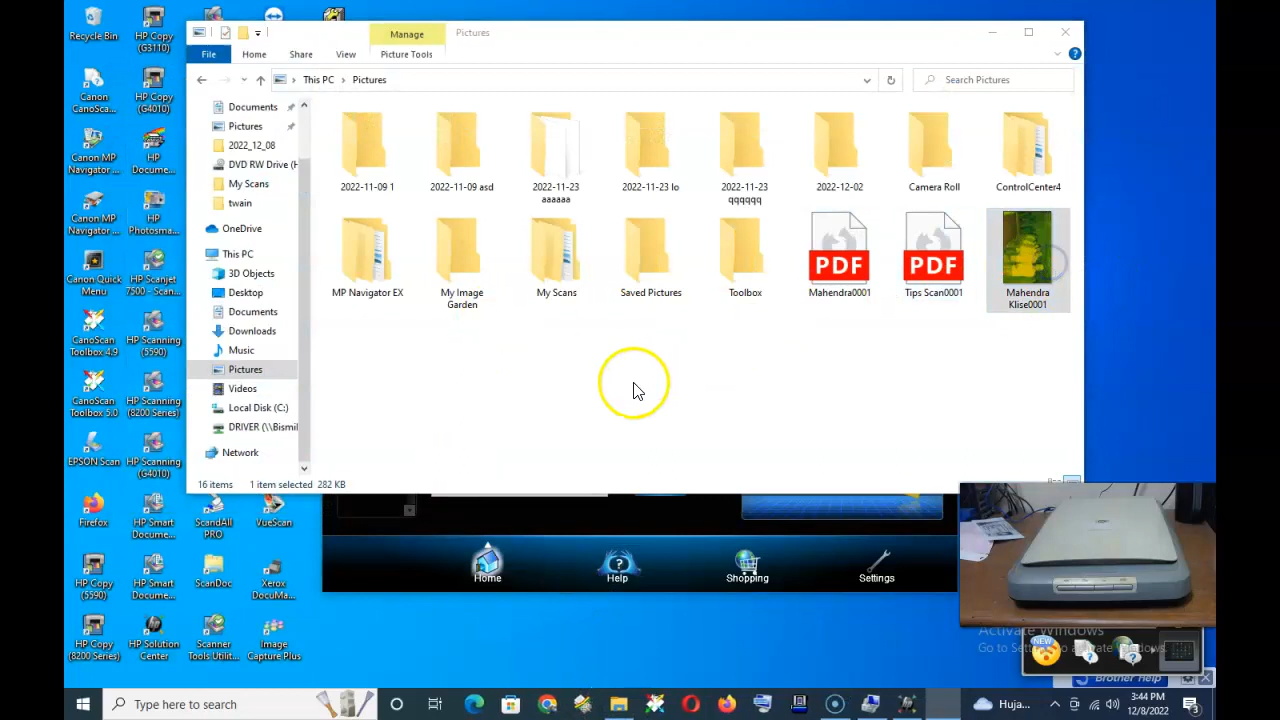 Recycle Bin
HP Copy
(G3110)
Canon
CanoSca...
HP Copy
(G4010)
Canon MP
Navigator ...
HP
Docume...
Canon MP
Navigator ...
HP
Photosma...
Canon Quick
Menu
HP Scanjet
7500 - Scan...
CanoScan
Toolbox 4.9
HP Scanning
(5590)
CanoScan
Toolbox 5.0
HP Scanning
(8200 Series)
EPSON Scan
HP Scanning
(G4010)
Firefox
HP Smart
Docume...
ScandAll
PRO
VueScan
HP Copy
(5590)
HP Smart
Docume...
ScanDoc
Xerox
DocuMa...
HP Copy
(8200 Series)
HP Solution
Center
Scanner
Tools Utilit...
Image
Capture Plus
Manage
Pictures
File
Home
Share
View
Picture Tools
This PC
Pictures
Search Pictures
Documents
Pictures
2022_12_08
DVD RW Drive (H
My Scans
twain
OneDrive
This PC
3D Objects
Desktop
Documents
Downloads
Music
Pictures
Videos
Local Disk (C:)
DRIVER (\\Bismil
Network
2022-11-09 1
2022-11-09 asd
2022-11-23
aaaaaa
2022-11-23 lo
2022-11-23
qqqqqq
2022-12-02
Camera Roll
ControlCenter4
MP Navigator EX
My Image
Garden
My Scans
Saved Pictures
Toolbox
PDF
Mahendra0001
PDF
Tips Scan0001
Mahendra
Klise0001
16 items
1 item selected 282 KB
Home
Help
Shopping
Settings
Activate Windows
Go to Settings to activate Windows.
NEW
Brother Help
Type here to search
Huja...
3:44 PM
12/8/2022
3